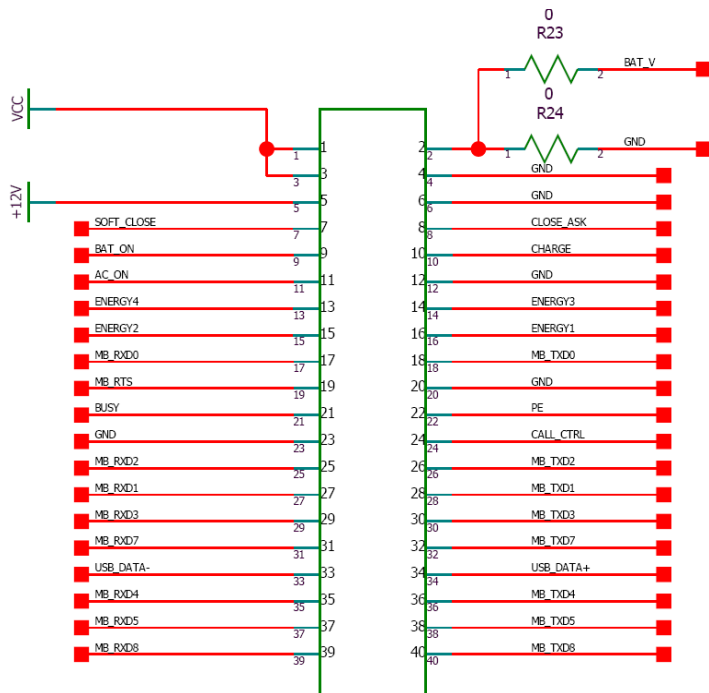 0
R23
1 2 BAT_V
0
R24
VCC 1 1 2 2 1 2 GND
3 3 4 4 GND
+12V 5 5 6 6 GND
SOFT_CLOSE 7 7 8 8 CLOSE_ASK
BAT_ON 9 9 10 10 CHARGE
AC_ON 11 11 12 12 GND
ENERGY4 13 13 14 14 ENERGY3
ENERGY2 15 15 16 16 ENERGY1
MB_RXD0 17 17 18 18 MB_TXD0
MB_RTS 19 19 20 20 GND
BUSY 21 21 22 22 PE
GND 23 23 24 24 CALL_CTRL
MB_RXD2 25 25 26 26 MB_TXD2
MB_RXD1 27 27 28 28 MB_TXD1
MB_RXD3 29 29 30 30 MB_TXD3
MB_RXD7 31 31 32 32 MB_TXD7
USB_DATA- 33 33 34 34 USB_DATA+
MB_RXD4 35 35 36 36 MB_TXD4
MB_RXD5 37 37 38 38 MB_TXD5
MB_RXD8 39 39 40 40 MB_TXD8